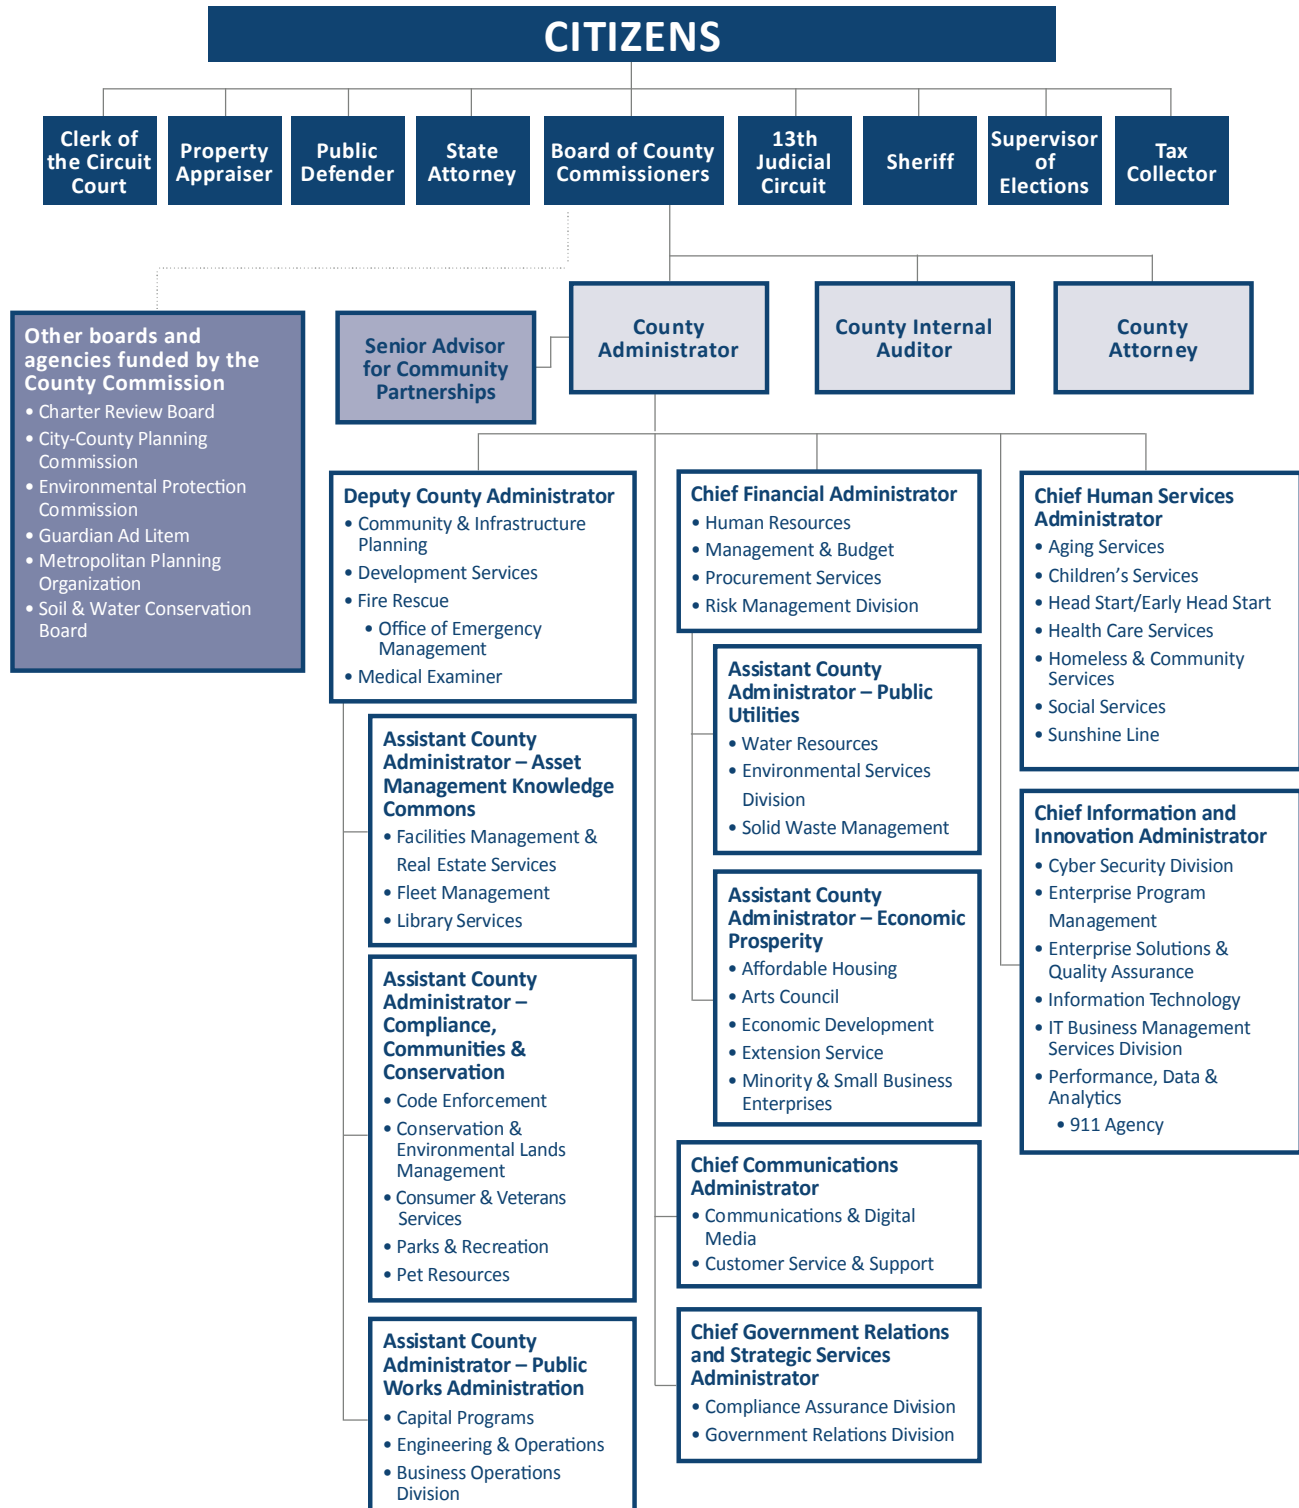 CITIZENS
Clerk of
the Circuit
Court
Property
Appraiser
Public
Defender
State
Attorney
Board of County
Commissioners
13th
Judicial
Circuit
Sheriff
Supervisor
of
Elections
Tax
Collector
Other boards and
agencies funded by the
County Commission
• Charter Review Board
• City-County Planning
Commission
• Environmental Protection
Commission
• Guardian Ad Litem
• Metropolitan Planning
Organization
• Soil & Water Conservation
Board
Senior Advisor
for Community
Partnerships
County
Administrator
County Internal
Auditor
County
Attorney
Deputy County Administrator
• Community & Infrastructure
Planning
• Development Services
• Fire Rescue
• Office of Emergency
Management
• Medical Examiner
Assistant County
Administrator – Asset
Management Knowledge
Commons
• Facilities Management &
Real Estate Services
• Fleet Management
• Library Services
Assistant County
Administrator –
Compliance,
Communities &
Conservation
• Code Enforcement
• Conservation &
Environmental Lands
Management
• Consumer & Veterans
Services
• Parks & Recreation
• Pet Resources
Assistant County
Administrator – Public
Works Administration
• Capital Programs
• Engineering & Operations
• Business Operations
Division
Chief Financial Administrator
• Human Resources
• Management & Budget
• Procurement Services
• Risk Management Division
Assistant County
Administrator – Public
Utilities
• Water Resources
• Environmental Services
Division
• Solid Waste Management
Assistant County
Administrator – Economic
Prosperity
• Affordable Housing
• Arts Council
• Economic Development
• Extension Service
• Minority & Small Business
Enterprises
Chief Communications
Administrator
• Communications & Digital
Media
• Customer Service & Support
Chief Government Relations
and Strategic Services
Administrator
• Compliance Assurance Division
• Government Relations Division
Chief Human Services
Administrator
• Aging Services
• Children’s Services
• Head Start/Early Head Start
• Health Care Services
• Homeless & Community
Services
• Social Services
• Sunshine Line
Chief Information and
Innovation Administrator
• Cyber Security Division
• Enterprise Program
Management
• Enterprise Solutions &
Quality Assurance
• Information Technology
• IT Business Management
Services Division
• Performance, Data &
Analytics
• 911 Agency